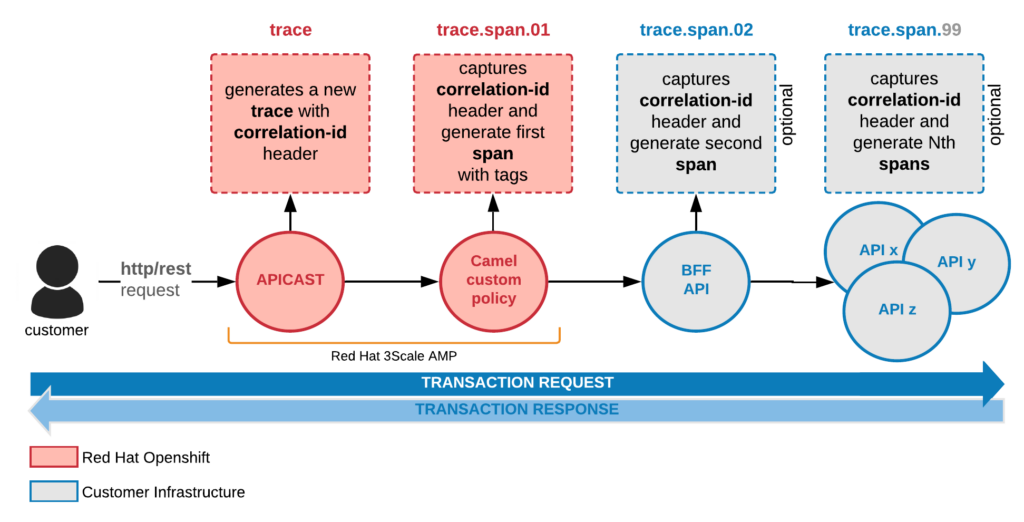 trace
trace.span.01
trace.span.02
trace.span.99
generates a new
trace with
correlation-id
header
captures
correlation-id
header and
generate first
span
with tags
captures
correlation-id
header and
generate second
span
optional
captures
correlation-id
header and
generate Nth
spans
optional
customer
http/rest
request
APICAST
Camel
custom
policy
BFF
API
API x
API y
API z
Red Hat 3Scale AMP
TRANSACTION REQUEST
TRANSACTION RESPONSE
Red Hat Openshift
Customer Infrastructure